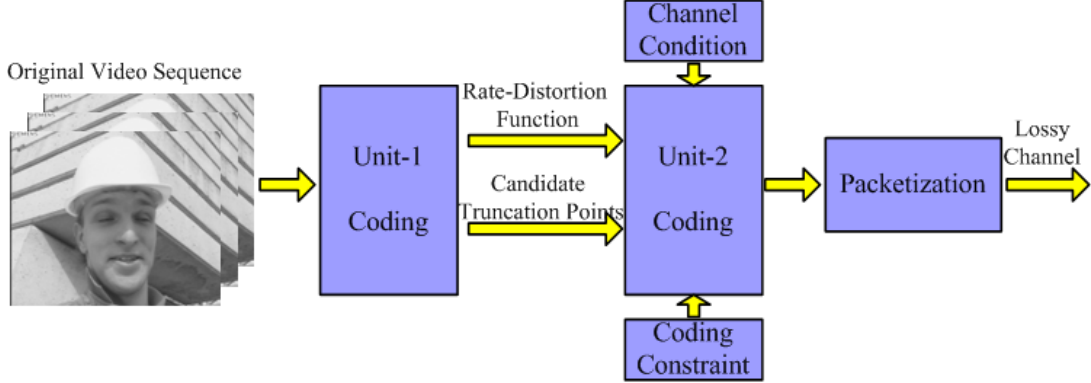 Original Video Sequence
SIEMENS
Unit-1
Coding
Rate-Distortion
Function
Candidate
Truncation Points
Channel
Condition
Unit-2
Coding
Coding
Constraint
Packetization
Lossy
Channel